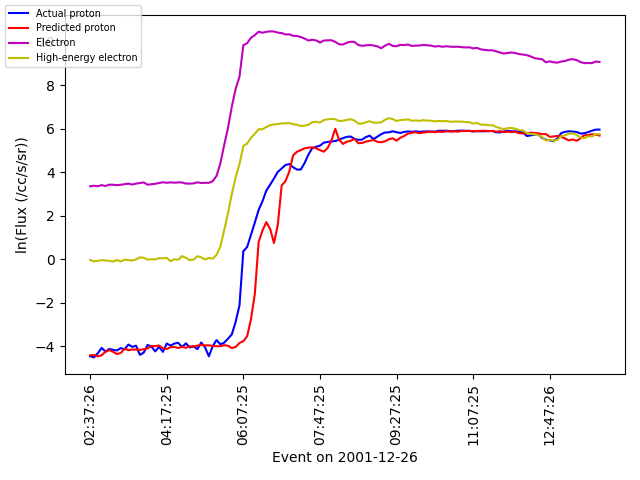 Actual proton
Predicted proton
Electron
High-energy electron
8
6
4
2
0
−2
−4
ln(Flux (/cc/s/sr))
02:37:26
04:17:25
06:07:25
07:47:25
09:27:25
11:07:25
12:47:26
Event on 2001-12-26